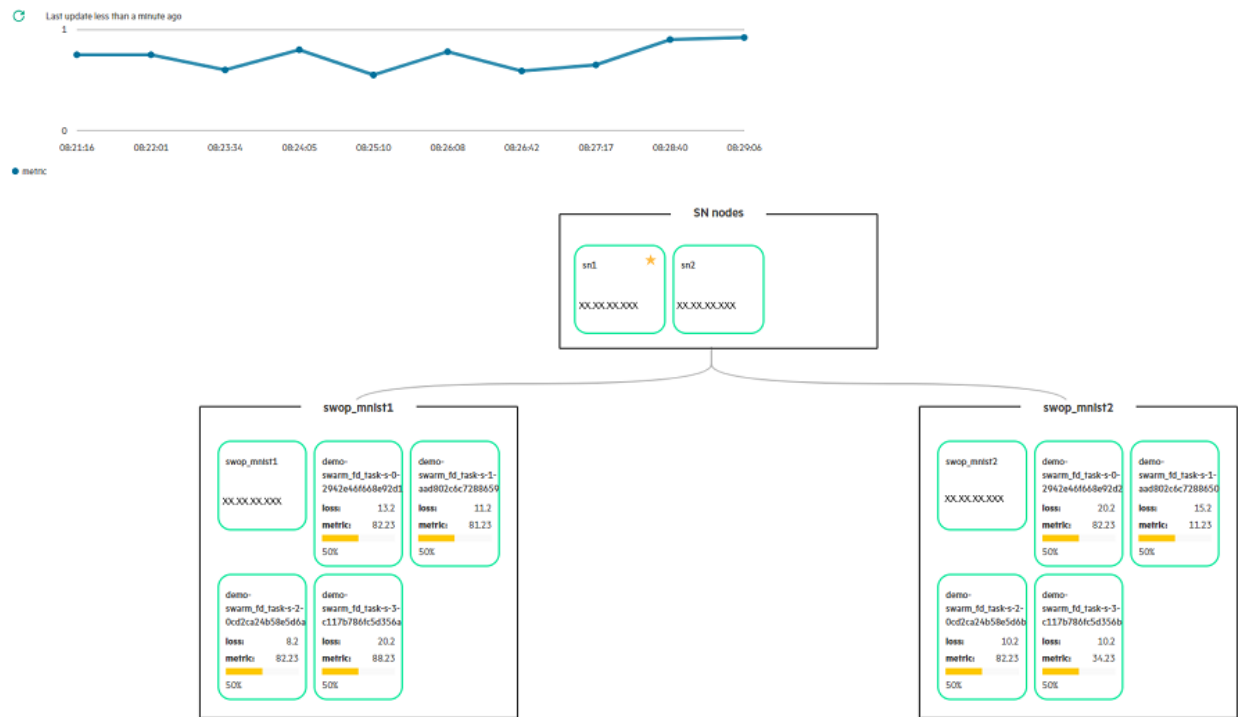 Last update less than a minute ago
1
0
08:21:16 08:22:01 08:23:34 08:24:05 08:25:10 08:26:08 08:26:42 08:27:17 08:28:40 08:29:06
metric
SN nodes
sn1
sn2
XX.XX.XX.XXX
XX.XX.XX.XXX
swop_mnist1
swop_mnist1
XX.XX.XX.XXX
demo-
swarm_fd_task-s-0-
2942e46f668e92d1
loss: 13.2
metric: 82.23
50%
demo-
swarm_fd_task-s-1-
aad802c6c7288659
loss: 11.2
metric: 81.23
50%
demo-
swarm_fd_task-s-2-
0cd2ca24b58e5d6a
loss: 8.2
metric: 82.23
50%
demo-
swarm_fd_task-s-3-
c117b786fc5d356a
loss: 20.2
metric: 88.23
50%
swop_mnist2
swop_mnist2
XX.XX.XX.XXX
demo-
swarm_fd_task-s-0-
2942e46f668e92d2
loss: 20.2
metric: 82.23
50%
demo-
swarm_fd_task-s-1-
aad802c6c7288650
loss: 15.2
metric: 11.23
50%
demo-
swarm_fd_task-s-2-
0cd2ca24b58e5d6b
loss: 10.2
metric: 82.23
50%
demo-
swarm_fd_task-s-3-
c117b786fc5d356b
loss: 10.2
metric: 34.23
50%